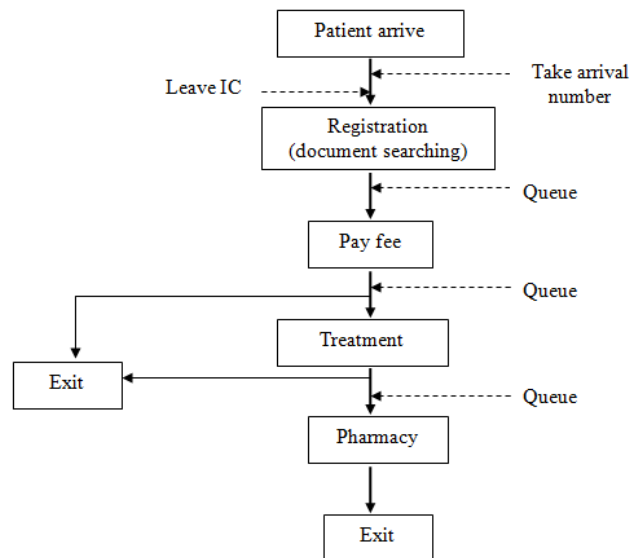 Patient arrive
Take arrival
number
Leave IC
Registration
(document searching)
Queue
Pay fee
Queue
Treatment
Exit
Queue
Pharmacy
Exit